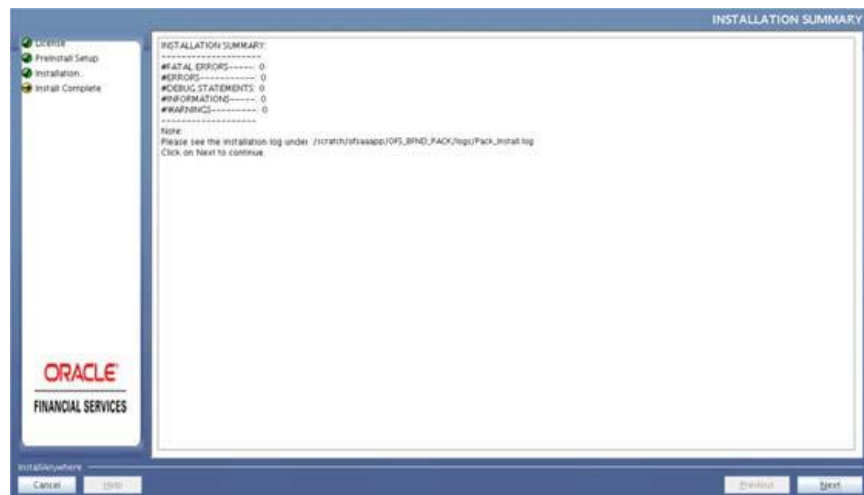 INSTALLATION SUMMARY
License
Preinstall Setup
Installation..
Install Complete
INSTALLATION SUMMARY:
--------------------
#FATAL ERRORS-----: 0
#ERRORS-----------: 0
#DEBUG STATEMENTS: 0
#INFORMATIONS-----: 0
#WARNINGS---------: 0
-------------------
Note:
Please see the installation log under /scratch/ofsaaapp/OFS_BFND_PACK/logs/Pack_Install.log
Click on Next to continue.
ORACLE
FINANCIAL SERVICES
InstallAnywhere
Cancel
Help
Previous
Next